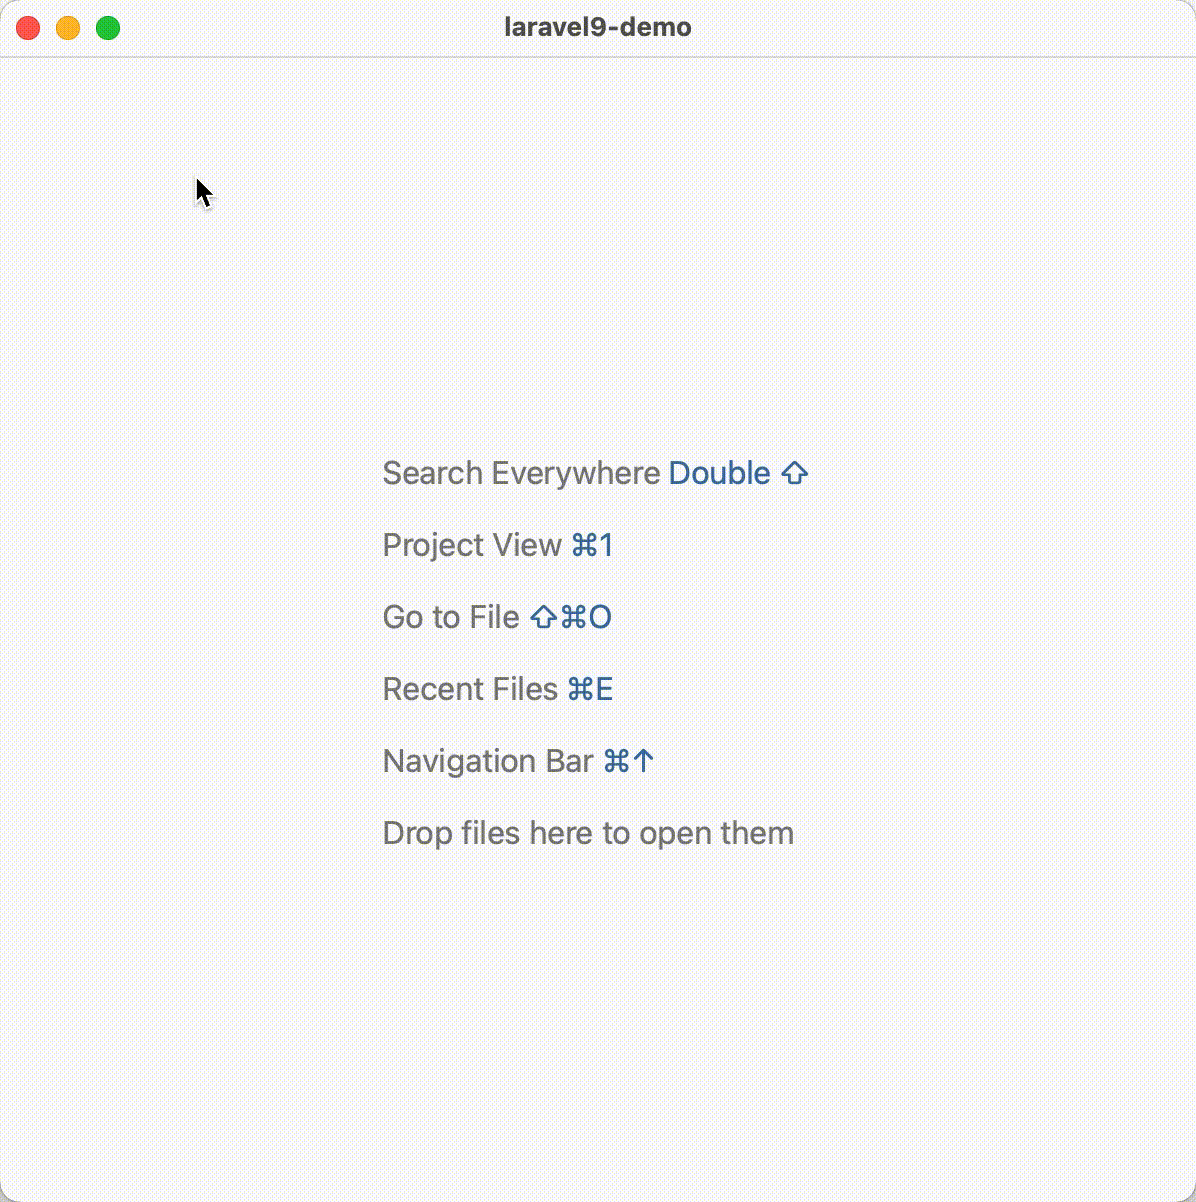 laravel9-demo
Search Everywhere Double ⇧
Project View ⌘1
Go to File ⇧⌘O
Recent Files ⌘E
Navigation Bar ⌘↑
Drop files here to open them